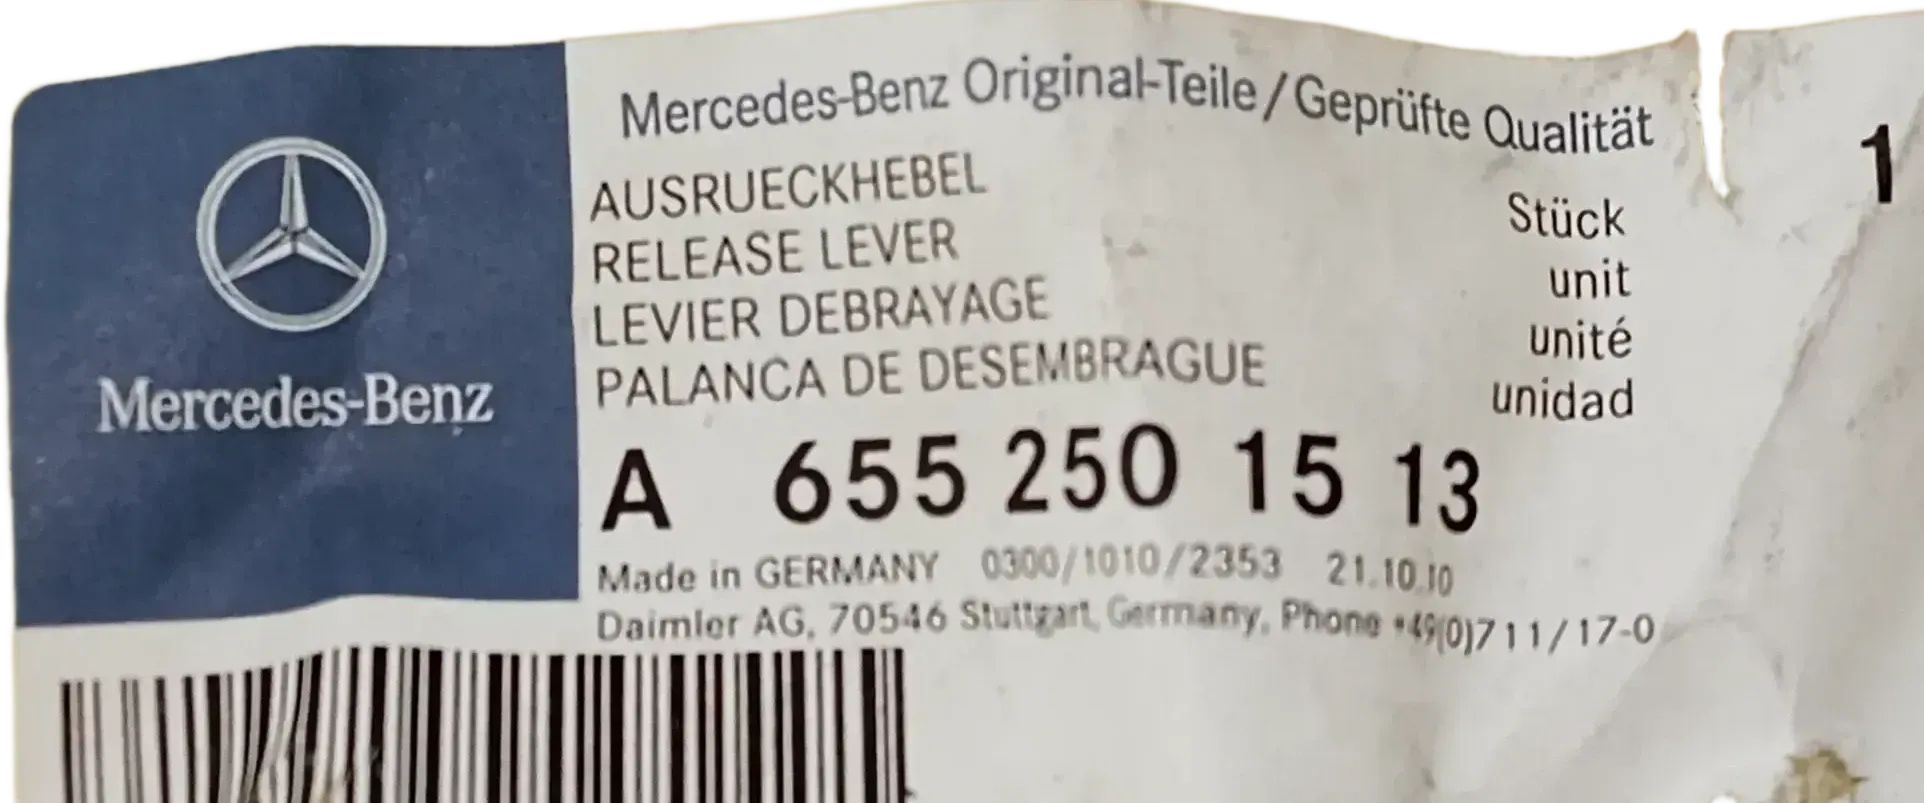 Mercedes-Benz
Mercedes-Benz Original-Teile/Geprüfte Qualität
AUSRUECKHEBEL
RELEASE LEVER
LEVIER DEBRAYAGE
PALANCA DE DESEMBRAGUE
Stück 1
unit
unité
unidad
A 655 250 15 13
Made in GERMANY 0300/1010/2353 21.10.10
Daimler AG, 70546 Stuttgart, Germany, Phone +49(0)711/17-0